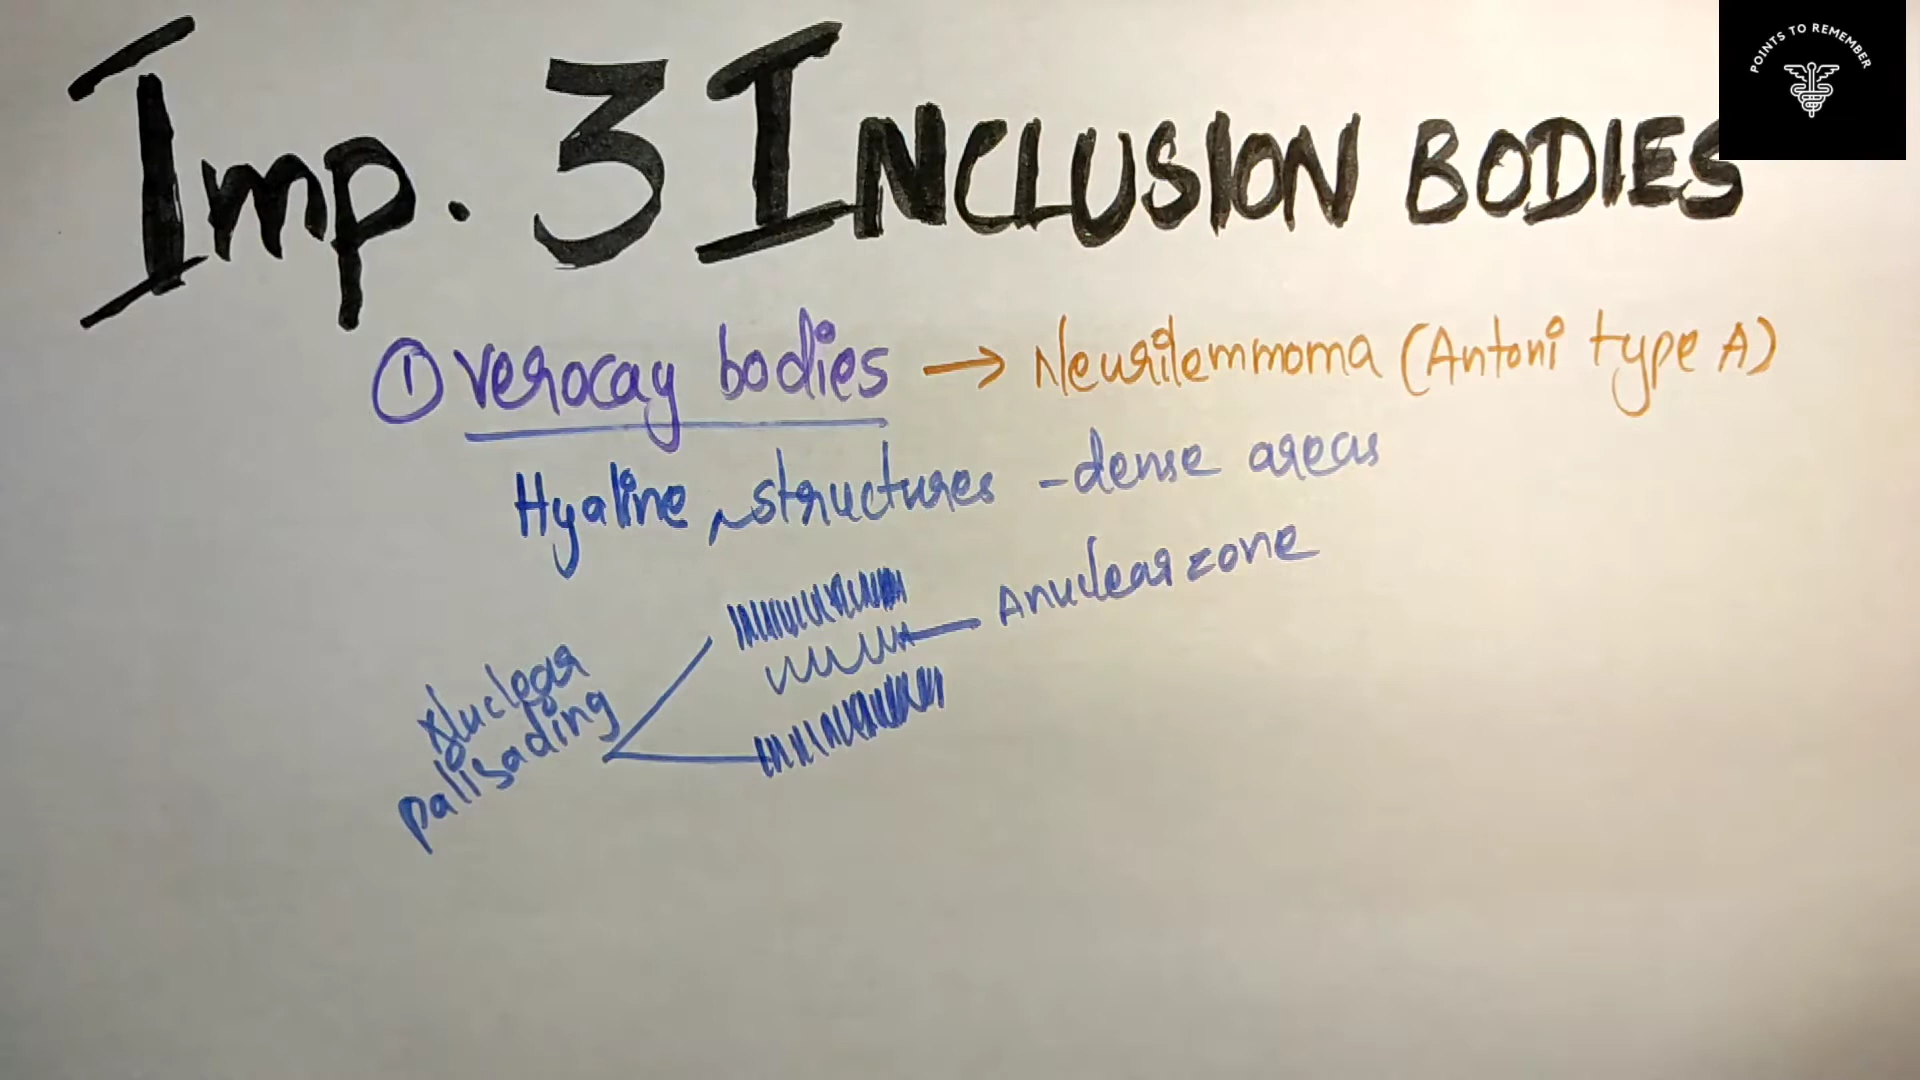 POINTS TO REMEMBER
Imp. 3 INCLUSION BODIES
① verocay bodies → Neurilemmoma (Antoni type A)
Hyaline structures - dense areas
Anuclear zone
Nuclear
palisading